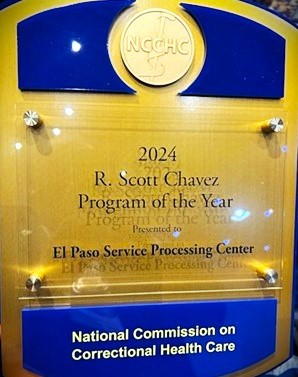 NCCHC
2024
R. Scott Chavez
Program of the Year
Presented to
El Paso Service Processing Center
National Commission on
Correctional Health Care